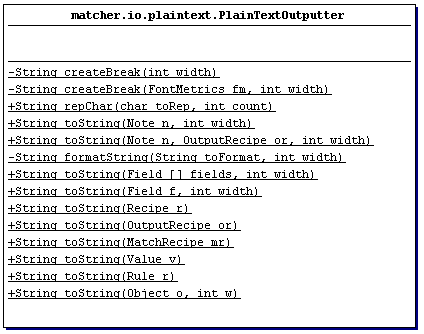 matcher.io.plaintext.PlainTextOutputter
-String createBreak(int width)
-String createBreak(FontMetrics fm, int width)
+String repChar(char toRep, int count)
+String toString(Note n, int width)
+String toString(Note n, OutputRecipe or, int width)
-String formatString(String toFormat, int width)
+String toString(Field [] fields, int width)
+String toString(Field f, int width)
+String toString(Recipe r)
+String toString(OutputRecipe or)
+String toString(MatchRecipe mr)
+String toString(Value v)
+String toString(Rule r)
+String toString(Object o, int w)